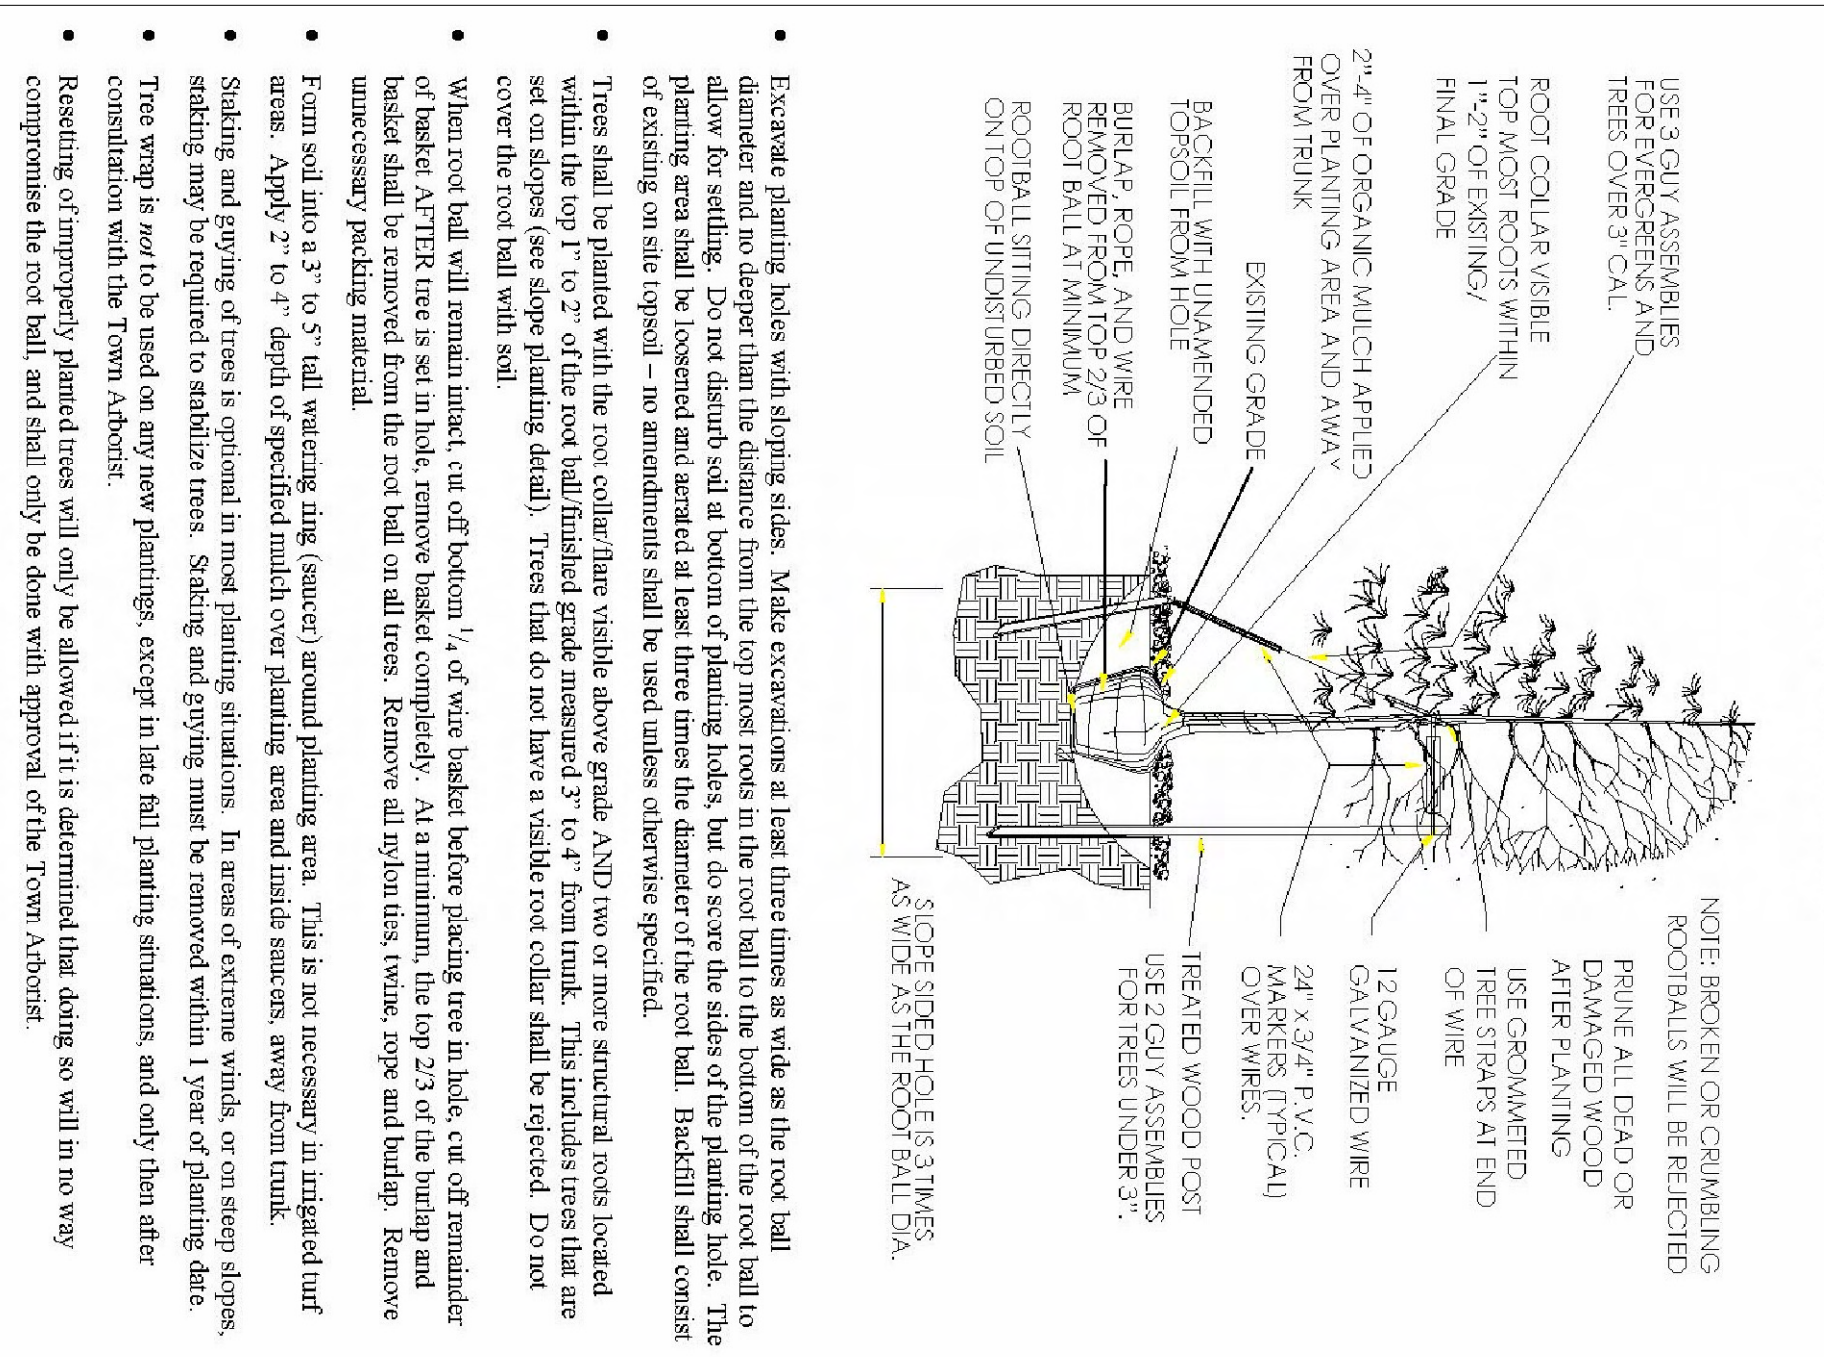 NOTE: BROKEN OR CRUMBLING
ROOTBALLS WILL BE REJECTED
USE 3 GUY ASSEMBLIES
FOR EVERGREENS AND
TREES OVER 3" CAL.
ROOT COLLAR VISIBLE
TOP MOST ROOTS WITHIN
1"-2" OF EXISTING/
FINAL GRADE
2"-4" OF ORGANIC MULCH APPLIED
OVER PLANTING AREA AND AWAY
FROM TRUNK
EXISTING GRADE
BACKFILL WITH UNAMENDED
TOPSOIL FROM HOLE
BURLAP, ROPE, AND WIRE
REMOVED FROM TOP 2/3 OF
ROOT BALL AT MINIMUM
ROOTBALL SITTING DIRECTLY
ON TOP OF UNDISTURBED SOIL
PRUNE ALL DEAD OR
DAMAGED WOOD
AFTER PLANTING
USE GROMMETED
TREE STRAPS AT END
OF WIRE
12 GAUGE
GALVANIZED WIRE
24" x 3/4" P.V.C.
MARKERS (TYPICAL)
OVER WIRES.
TREATED WOOD POST
USE 2 GUY ASSEMBLIES
FOR TREES UNDER 3".
SLOPE SIDED HOLE IS 3 TIMES
AS WIDE AS THE ROOT BALL DIA.
• Excavate planting holes with sloping sides. Make excavations at least three times as wide as the root ball
diameter and no deeper than the distance from the top most roots in the root ball to the bottom of the root ball to
allow for settling. Do not disturb soil at bottom of planting holes, but do score the sides of the planting hole. The
planting area shall be loosened and aerated at least three times the diameter of the root ball. Backfill shall consist
of existing on site topsoil – no amendments shall be used unless otherwise specified.
• Trees shall be planted with the root collar/flare visible above grade AND two or more structural roots located
within the top 1” to 2” of the root ball/finished grade measured 3” to 4” from trunk. This includes trees that are
set on slopes (see slope planting detail). Trees that do not have a visible root collar shall be rejected. Do not
cover the root ball with soil.
• When root ball will remain intact, cut off bottom 1/4 of wire basket before placing tree in hole, cut off remainder
of basket AFTER tree is set in hole, remove basket completely. At a minimum, the top 2/3 of the burlap and
basket shall be removed from the root ball on all trees. Remove all nylon ties, twine, rope and burlap. Remove
unnecessary packing material.
• Form soil into a 3” to 5” tall watering ring (saucer) around planting area. This is not necessary in irrigated turf
areas. Apply 2” to 4” depth of specified mulch over planting area and inside saucers, away from trunk.
• Staking and guying of trees is optional in most planting situations. In areas of extreme winds, or on steep slopes,
staking may be required to stabilize trees. Staking and guying must be removed within 1 year of planting date.
• Tree wrap is not to be used on any new plantings, except in late fall planting situations, and only then after
consultation with the Town Arborist.
• Resetting of improperly planted trees will only be allowed if it is determined that doing so will in no way
compromise the root ball, and shall only be done with approval of the Town Arborist.